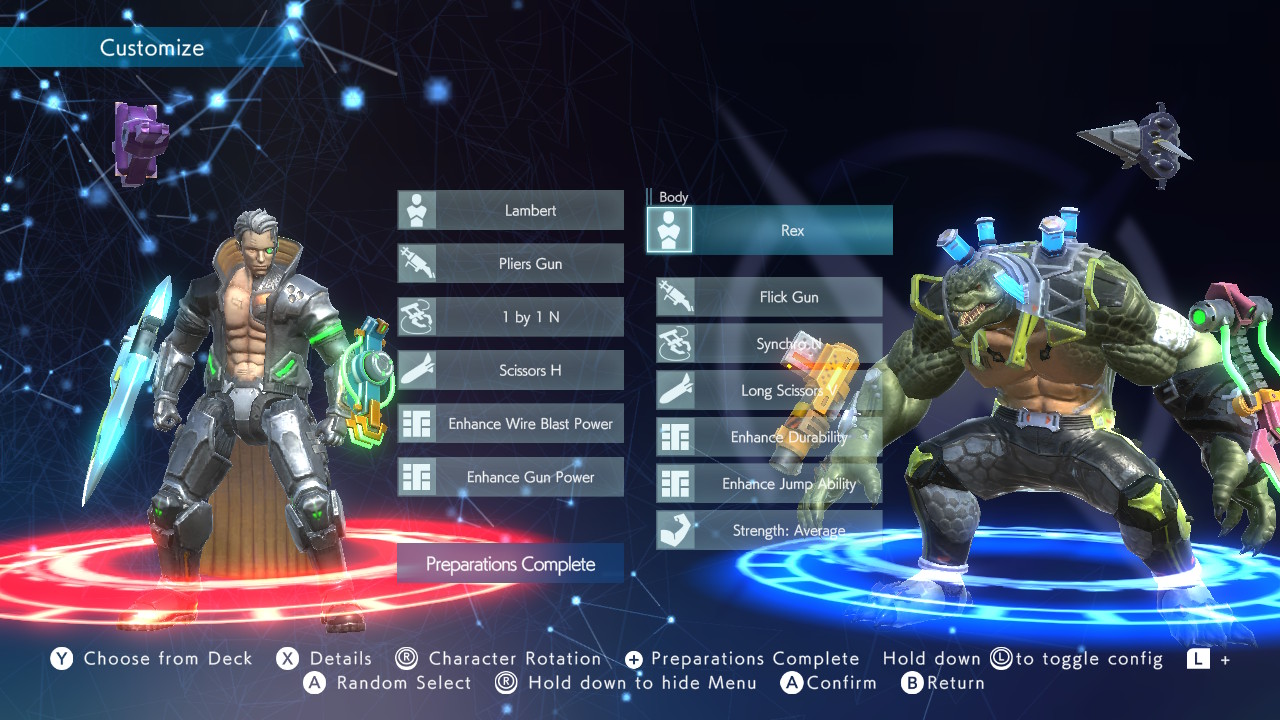 Customize
Lambert
Pliers Gun
1 by 1 N
Scissors H
Enhance Wire Blast Power
Enhance Gun Power
Preparations Complete
Body
Rex
Flick Gun
Synchro N
Long Scissors
Enhance Durability
Enhance Jump Ability
Strength: Average
Y Choose from Deck X Details R Character Rotation + Preparations Complete Hold down L to toggle config L +
A Random Select R Hold down to hide Menu A Confirm B Return